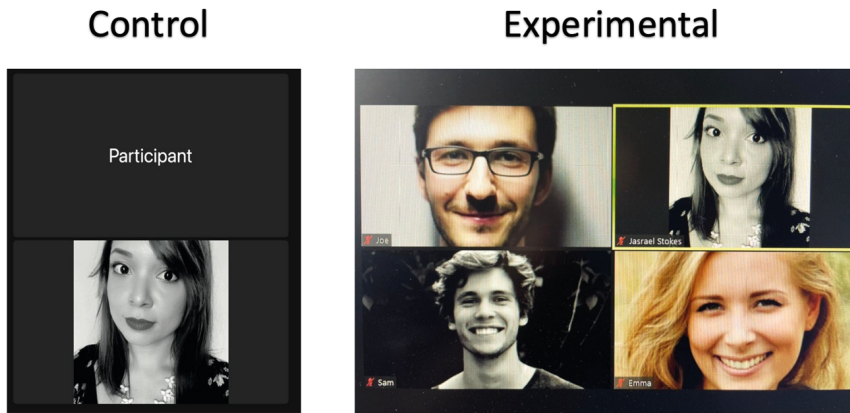 Control
Experimental
Participant
Joe
Jasrael Stokes
Sam
Emma